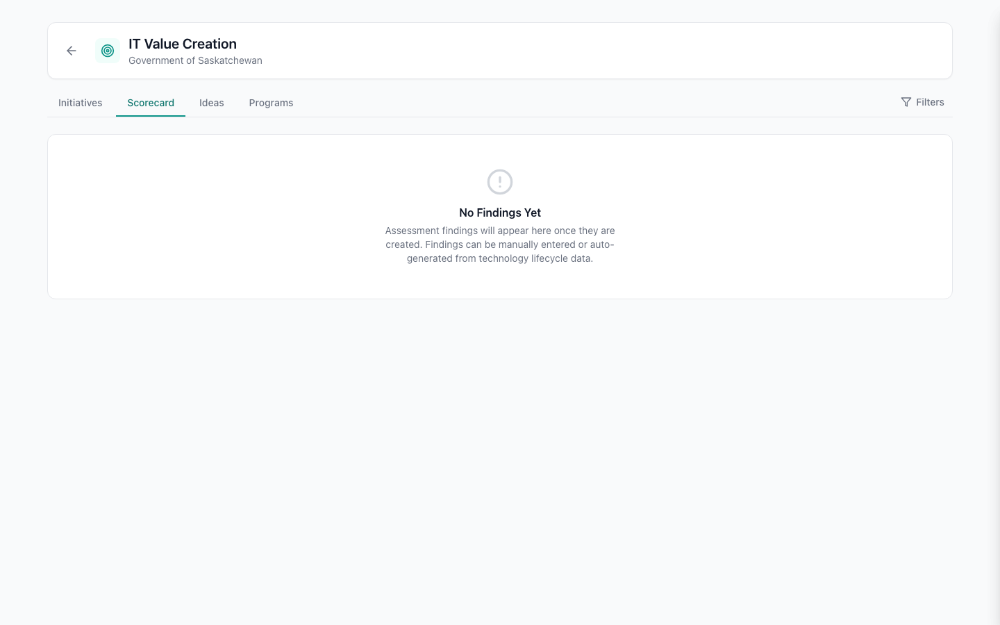 IT Value Creation
Government of Saskatchewan
Initiatives
Scorecard
Ideas
Programs
Filters
No Findings Yet
Assessment findings will appear here once they are
created. Findings can be manually entered or auto-
generated from technology lifecycle data.